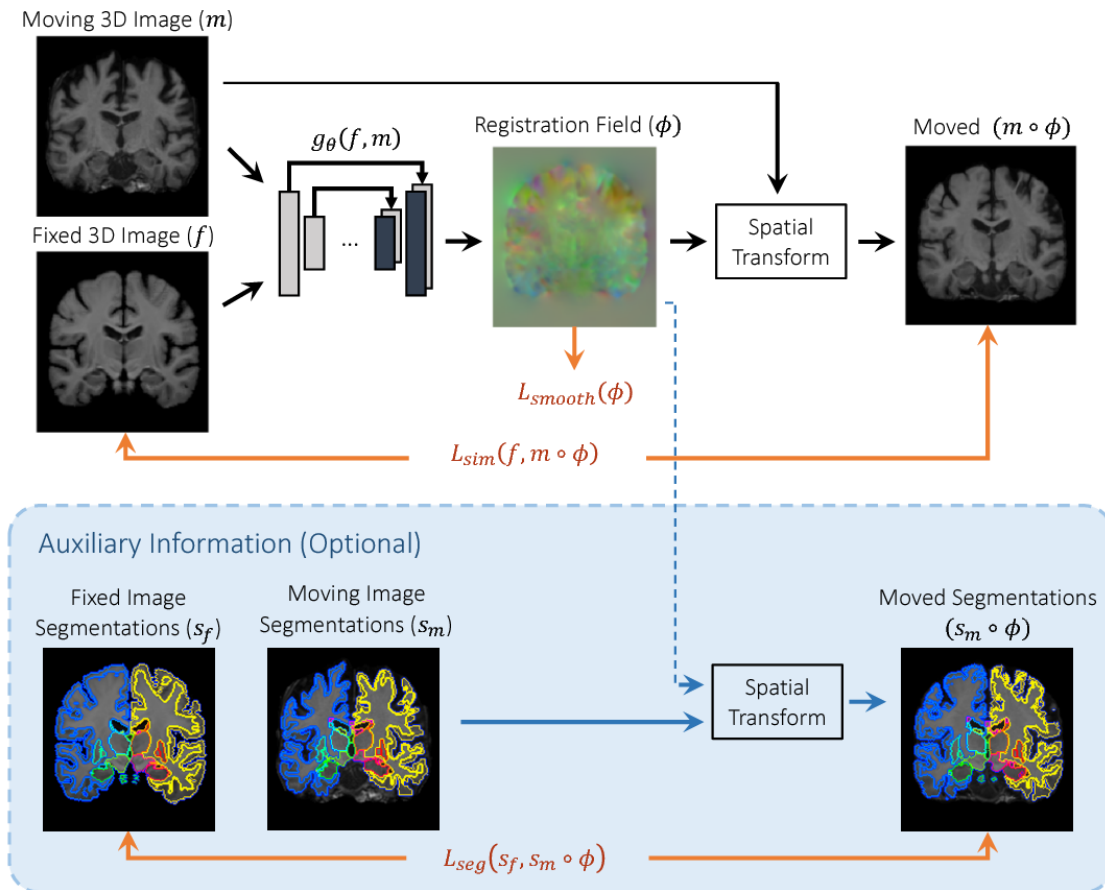 Moving 3D Image (m)
g_θ(f, m)
Registration Field (ϕ)
Moved (m ∘ ϕ)
Fixed 3D Image (f)
...
Spatial
Transform
L_smooth(ϕ)
L_sim(f, m ∘ ϕ)
Auxiliary Information (Optional)
Fixed Image
Segmentations (s_f)
Moving Image
Segmentations (s_m)
Moved Segmentations
(s_m ∘ ϕ)
Spatial
Transform
L_seg(s_f, s_m ∘ ϕ)